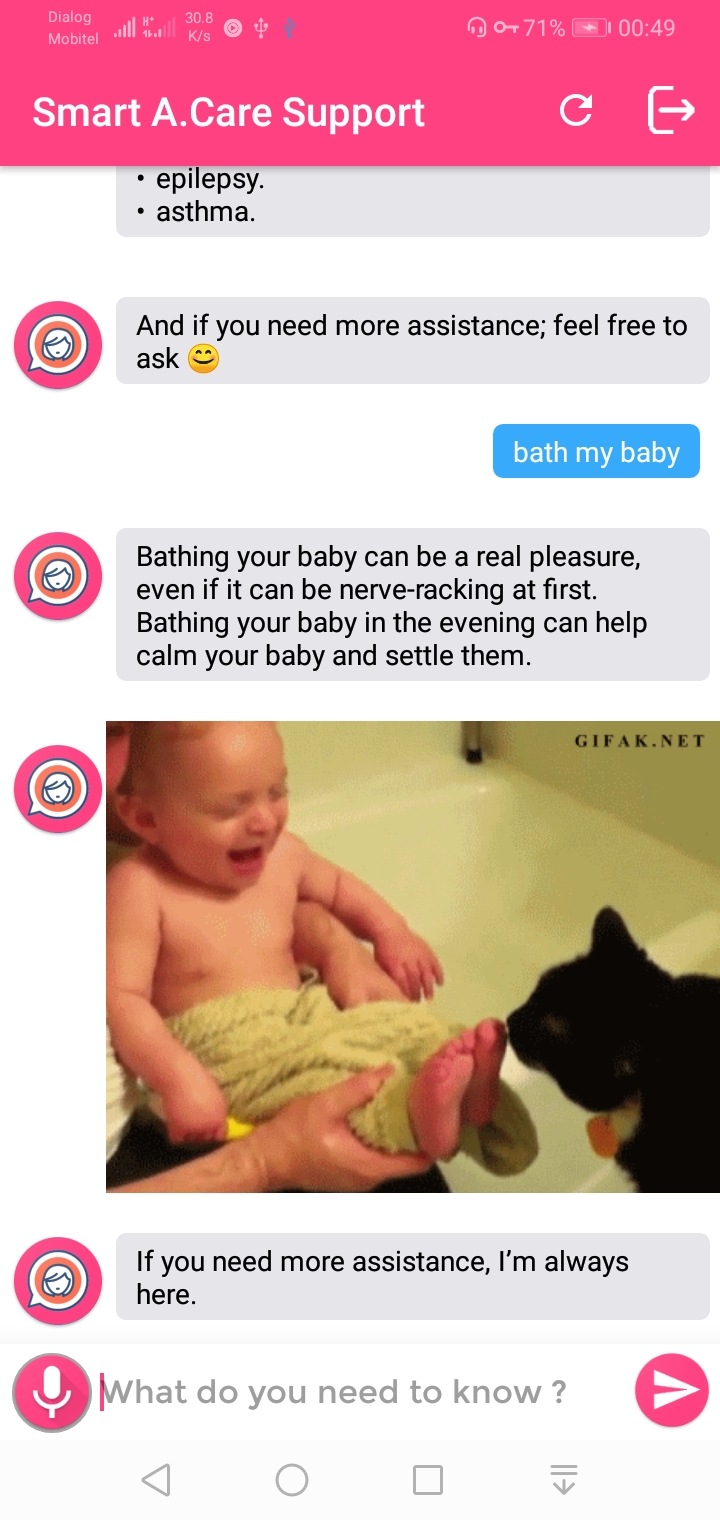 Dialog
Mobitel
H+
30.8
K/s
71%
00:49
Smart A.Care Support
• epilepsy.
• asthma.
And if you need more assistance; feel free to
ask 😊
bath my baby
Bathing your baby can be a real pleasure,
even if it can be nerve-racking at first.
Bathing your baby in the evening can help
calm your baby and settle them.
GIFAK.NET
If you need more assistance, I’m always
here.
What do you need to know ?